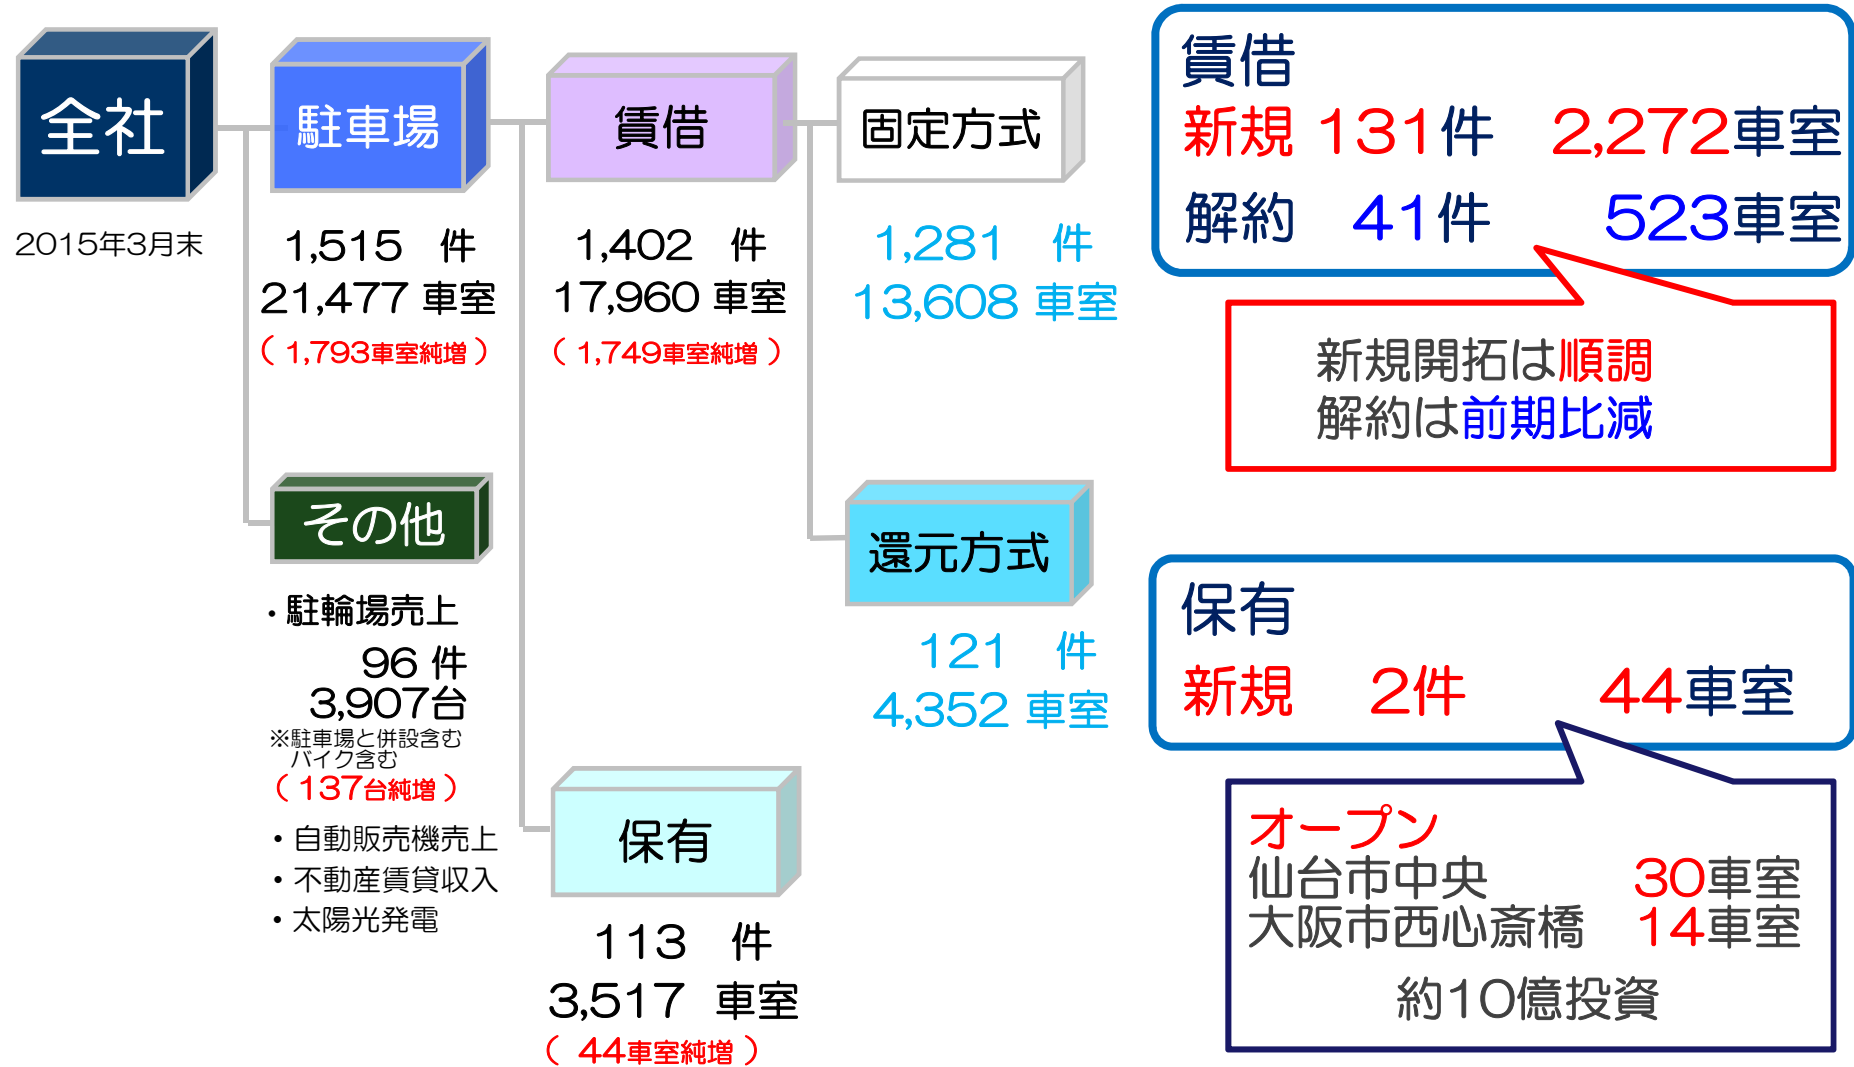 全社
2015年3月末
駐車場
1,515 件
21,477 車室
( 1,793車室純増 )
その他
・駐輪場売上
96 件
3,907台
※駐車場と併設含む
バイク含む
( 137台純増 )
・自動販売機売上
・不動産賃貸収入
・太陽光発電
賃借
1,402 件
17,960 車室
( 1,749車室純増 )
保有
113 件
3,517 車室
( 44車室純増 )
固定方式
1,281 件
13,608 車室
還元方式
121 件
4,352 車室
賃借
新規 131件 2,272車室
解約 41件 523車室
新規開拓は順調
解約は前期比減
保有
新規 2件 44車室
オープン
仙台市中央 30車室
大阪市西心斎橋 14車室
約10億投資